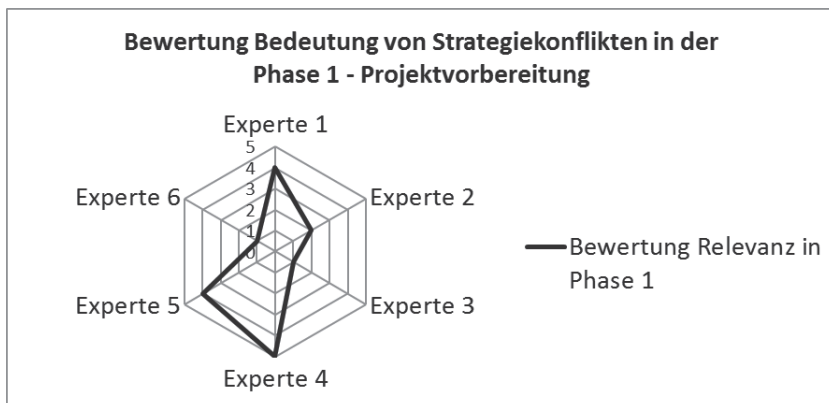 Bewertung Bedeutung von Strategiekonflikten in der
Phase 1 - Projektvorbereitung
Experte 1
5
4
3
2
1
0
Experte 2
Experte 3
Experte 4
Experte 5
Experte 6
Bewertung Relevanz in
Phase 1